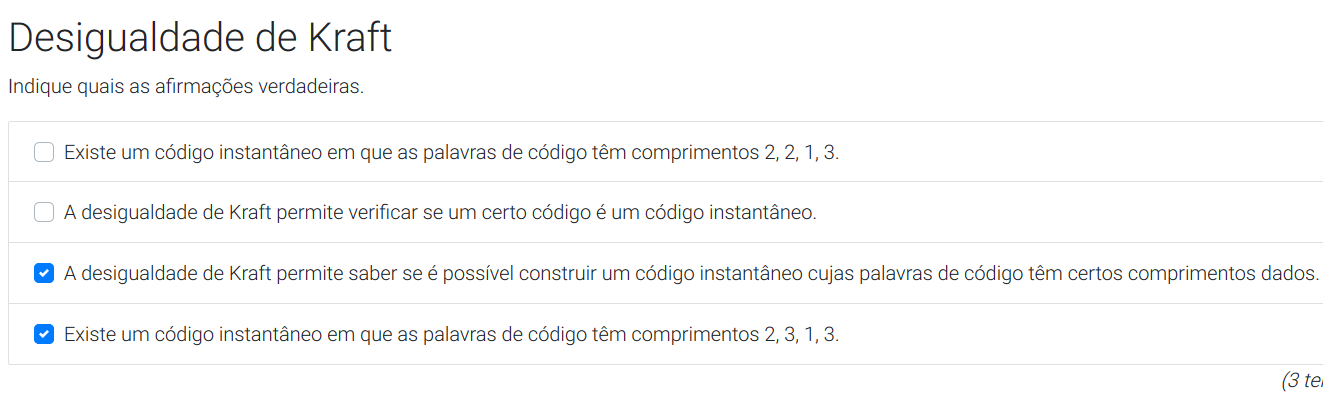 Desigualdade de Kraft
Indique quais as afirmações verdadeiras.
Existe um código instantâneo em que as palavras de código têm comprimentos 2, 2, 1, 3.
A desigualdade de Kraft permite verificar se um certo código é um código instantâneo.
A desigualdade de Kraft permite saber se é possível construir um código instantâneo cujas palavras de código têm certos comprimentos dados.
Existe um código instantâneo em que as palavras de código têm comprimentos 2, 3, 1, 3.
(3